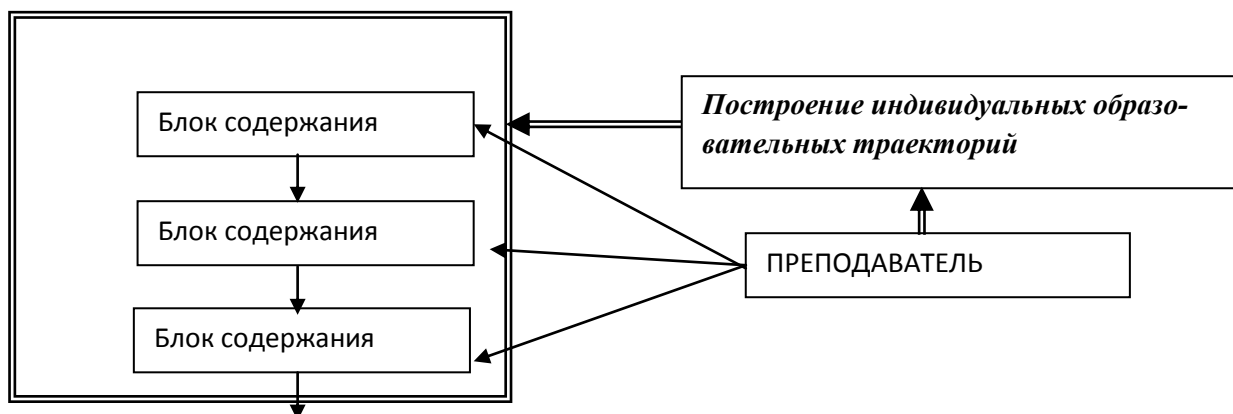 Блок содержания
Построение индивидуальных образо-
вательных траекторий
Блок содержания
ПРЕПОДАВАТЕЛЬ
Блок содержания